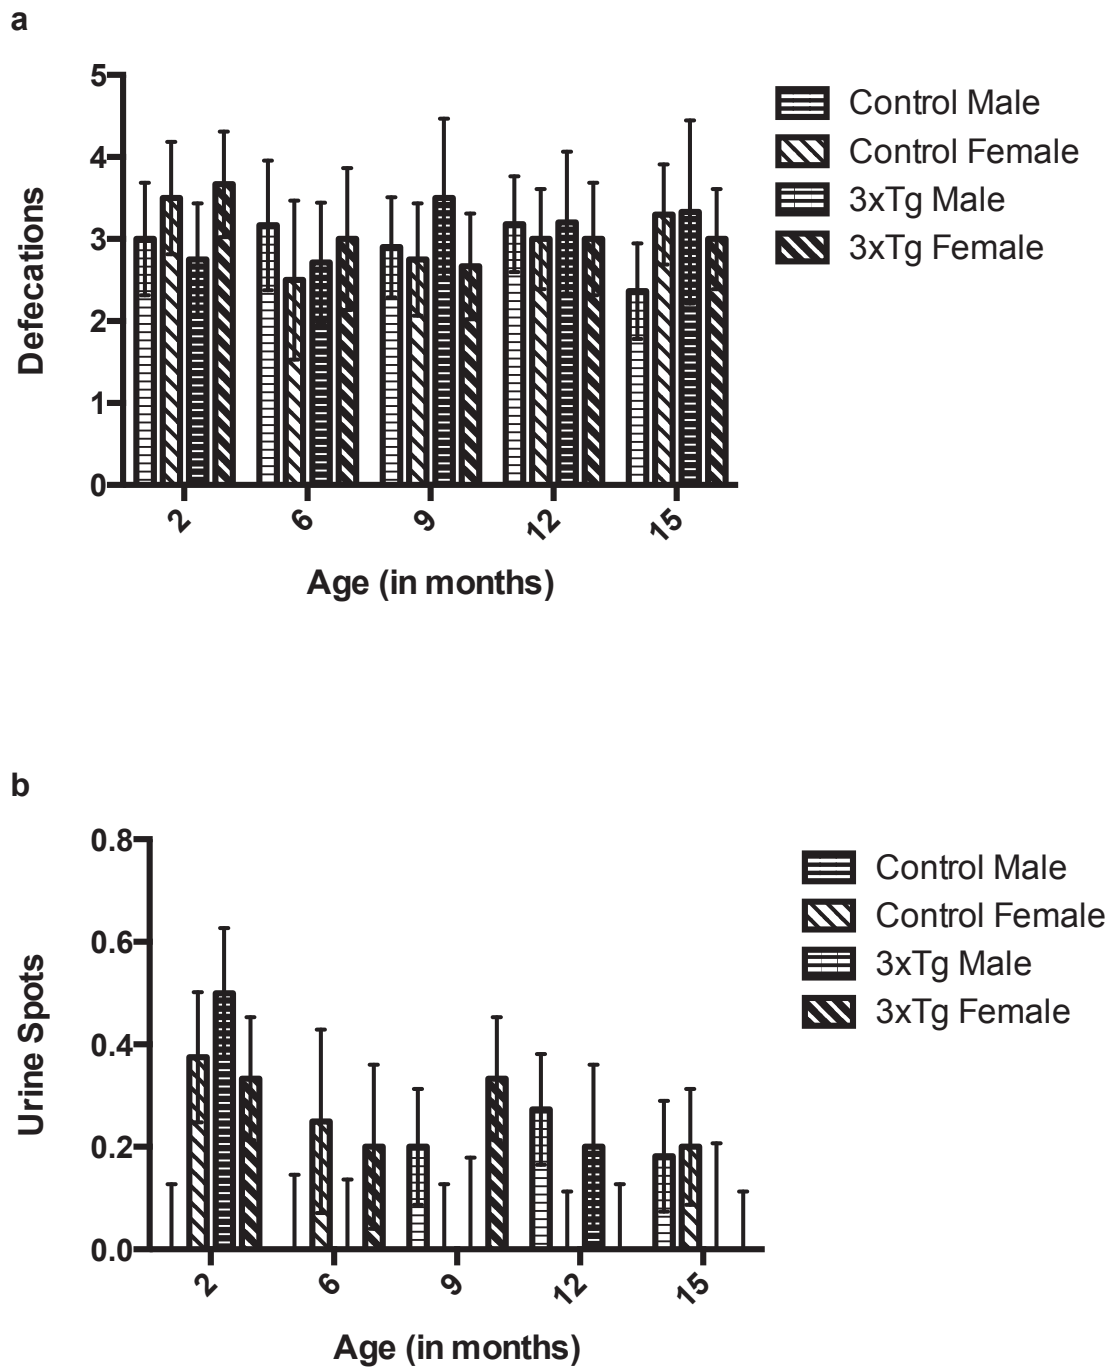 a
5
4
3
2
1
0
Defecations
2 6 9 12 15
Age (in months)
Control Male
Control Female
3xTg Male
3xTg Female
b
0.8
0.6
0.4
0.2
0.0
Urine Spots
2 6 9 12 15
Age (in months)
Control Male
Control Female
3xTg Male
3xTg Female